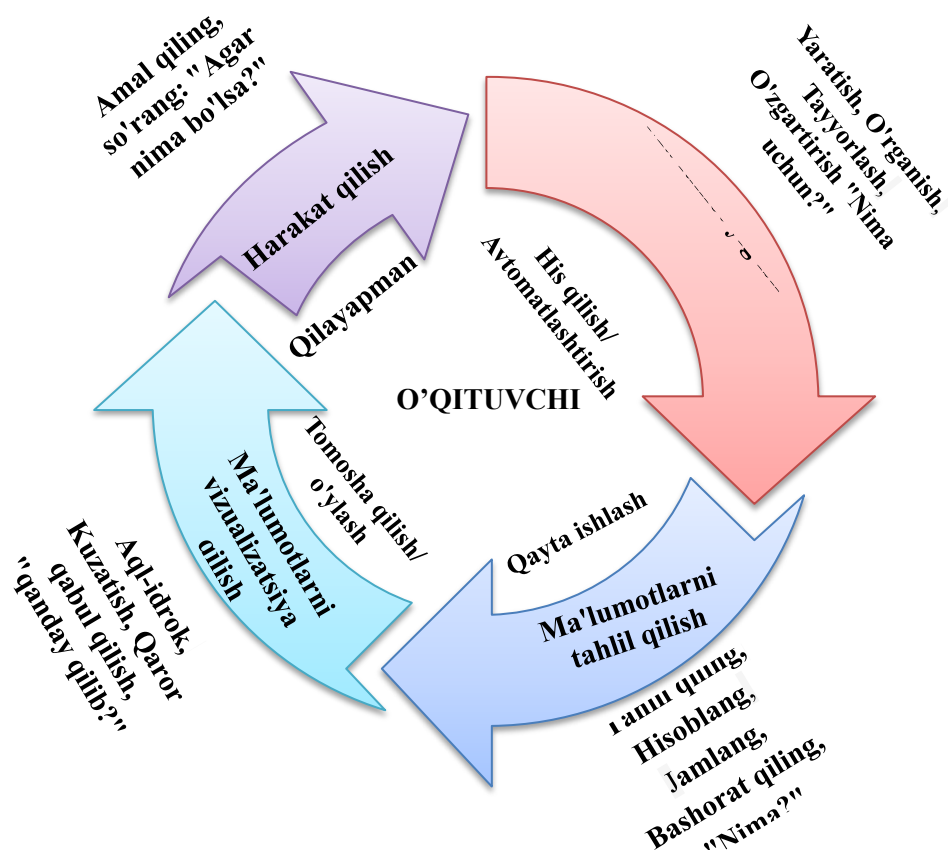 Amal qiling,
so'rang: "Agar
nima bo'lsa?"
Harakat qilish
Qilayapman
Yaratish, O'rganish,
Tayyorlash,
O'zgartirish "Nima
uchun?"
His qilish/
Avtomatlashtirish
O’QITUVCHI
Qayta ishlash
Ma'lumotlarni
tahlil qilish
Hisoblang,
Jamlang,
Bashorat qiling,
"Nima?"
Tomosha qilish/
o'ylash
Ma'lumotlarni
vizualizatsiya
qilish
Aql-idrok,
Kuzatish, Qaror
qabul qilish,
"qanday qilib?"